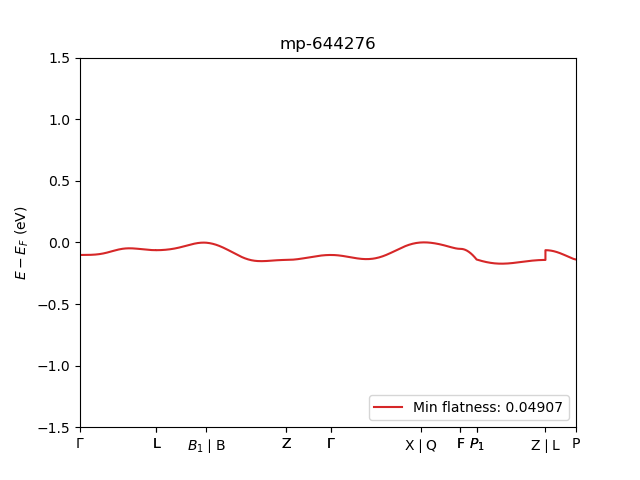 mp-644276
E − E_F (eV)
1.5
1.0
0.5
0.0
−0.5
−1.0
−1.5
Min flatness: 0.04907
Γ L B₁ | B Z Γ X | Q F P₁ Z | L P